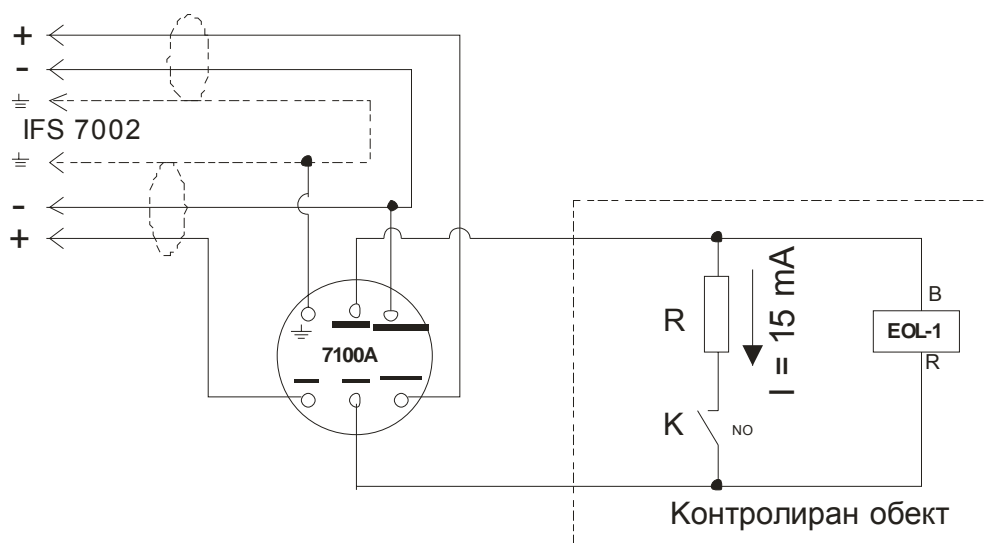 +
-
IFS 7002
-
+
7100A
R
I = 15 mA
K
NO
B
EOL-1
R
Контролиран обект